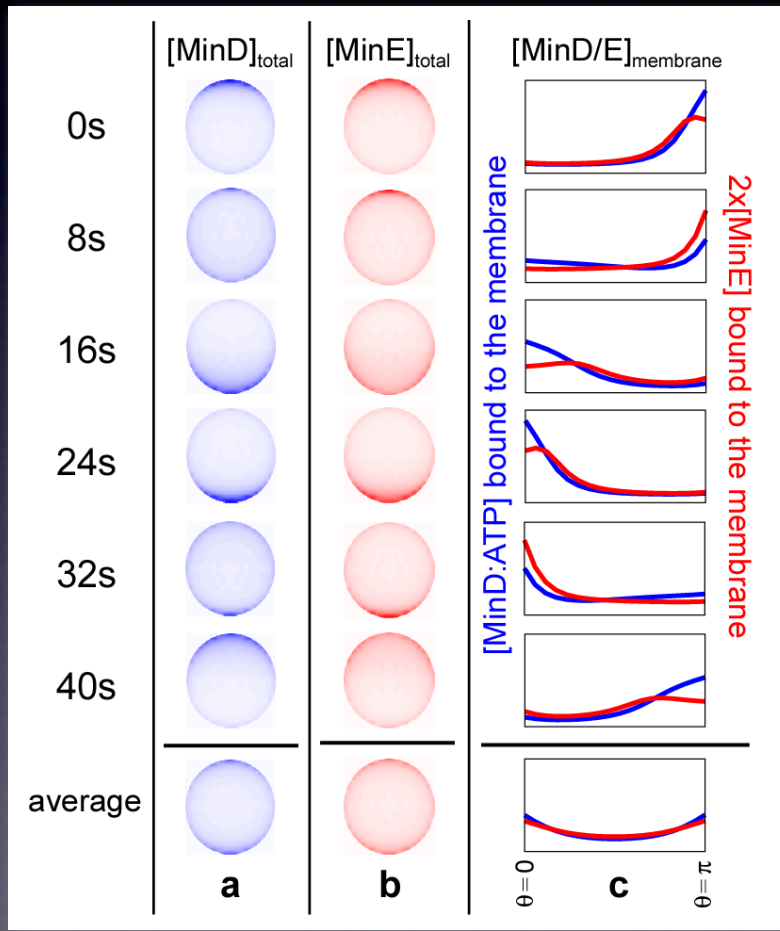 [MinD]total
[MinE]total
[MinD/E]membrane
0s
8s
16s
24s
32s
40s
average
[MinD:ATP] bound to the membrane
2x[MinE] bound to the membrane
θ=0
θ=π
a
b
c